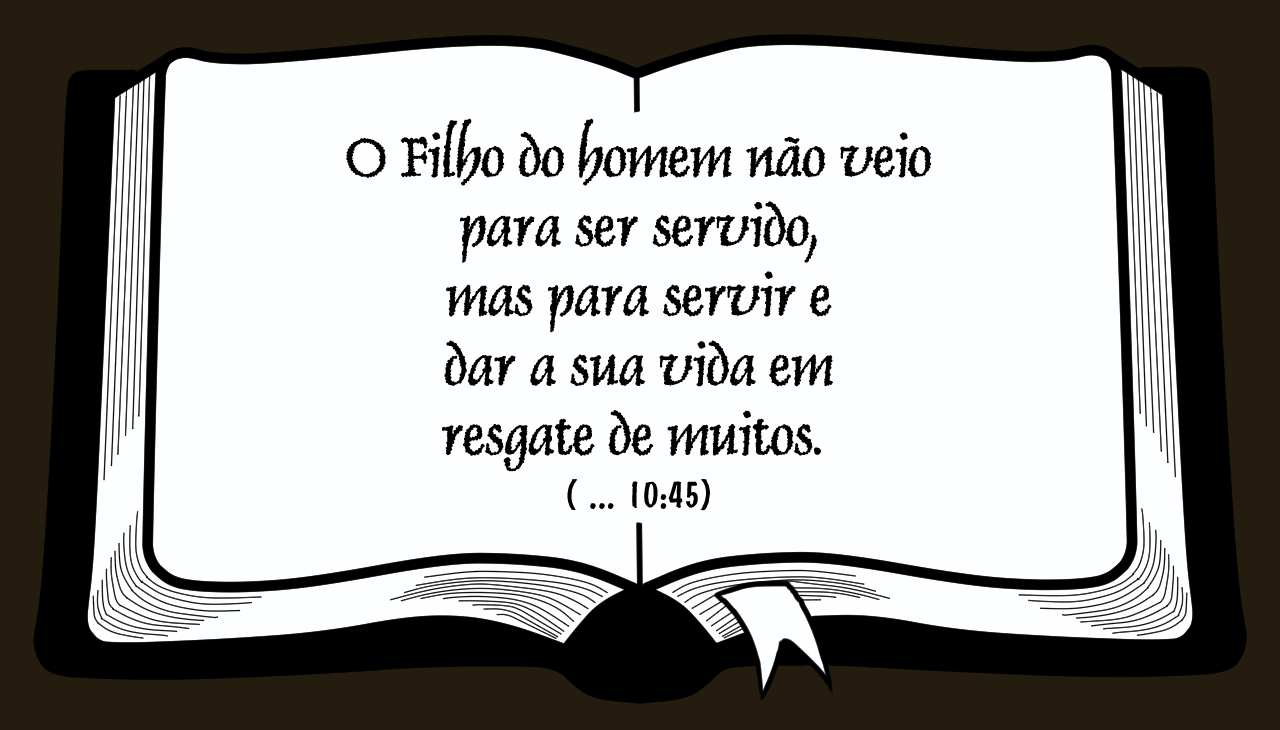 O Filho do homem não veio
para ser servido,
mas para servir e
dar a sua vida em
resgate de muitos.
( ... 10:45)